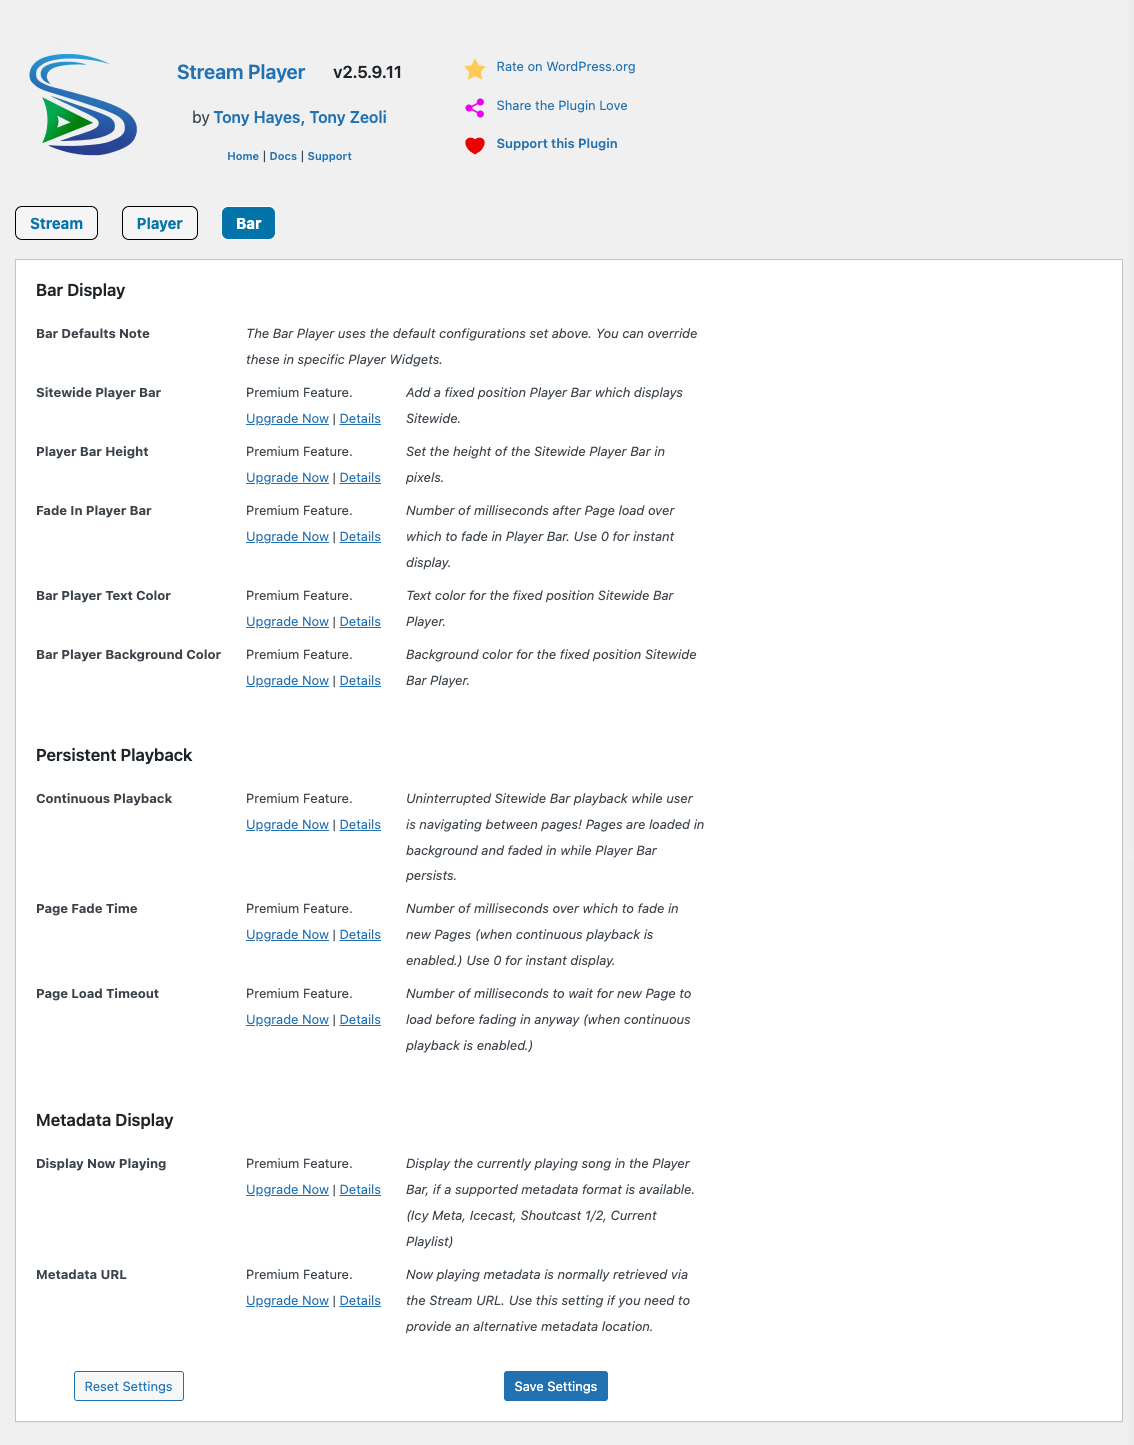 Stream Player v2.5.9.11
by Tony Hayes, Tony Zeoli
Home | Docs | Support
Rate on WordPress.org
Share the Plugin Love
Support this Plugin
Stream Player Bar
Bar Display
Bar Defaults Note
The Bar Player uses the default configurations set above. You can override
these in specific Player Widgets.
Sitewide Player Bar
Premium Feature.
Upgrade Now | Details
Add a fixed position Player Bar which displays
Sitewide.
Player Bar Height
Premium Feature.
Upgrade Now | Details
Set the height of the Sitewide Player Bar in
pixels.
Fade In Player Bar
Premium Feature.
Upgrade Now | Details
Number of milliseconds after Page load over
which to fade in Player Bar. Use 0 for instant
display.
Bar Player Text Color
Premium Feature.
Upgrade Now | Details
Text color for the fixed position Sitewide Bar
Player.
Bar Player Background Color
Premium Feature.
Upgrade Now | Details
Background color for the fixed position Sitewide
Bar Player.
Persistent Playback
Continuous Playback
Premium Feature.
Upgrade Now | Details
Uninterrupted Sitewide Bar playback while user
is navigating between pages! Pages are loaded in
background and faded in while Player Bar
persists.
Page Fade Time
Premium Feature.
Upgrade Now | Details
Number of milliseconds over which to fade in
new Pages (when continuous playback is
enabled.) Use 0 for instant display.
Page Load Timeout
Premium Feature.
Upgrade Now | Details
Number of milliseconds to wait for new Page to
load before fading in anyway (when continuous
playback is enabled.)
Metadata Display
Display Now Playing
Premium Feature.
Upgrade Now | Details
Display the currently playing song in the Player
Bar, if a supported metadata format is available.
(Icy Meta, Icecast, Shoutcast 1/2, Current
Playlist)
Metadata URL
Premium Feature.
Upgrade Now | Details
Now playing metadata is normally retrieved via
the Stream URL. Use this setting if you need to
provide an alternative metadata location.
Reset Settings
Save Settings